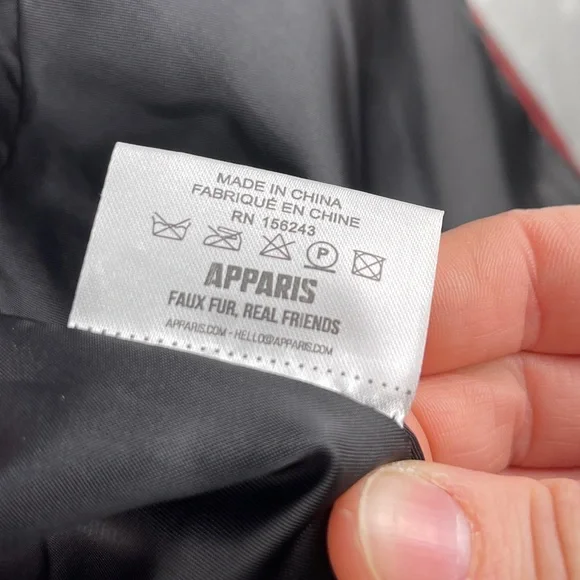 MADE IN CHINA
FABRIQUÉ EN CHINE
RN 156243
P
APPARIS
FAUX FUR, REAL FRIENDS
APPARIS.COM - HELLO@APPARIS.COM